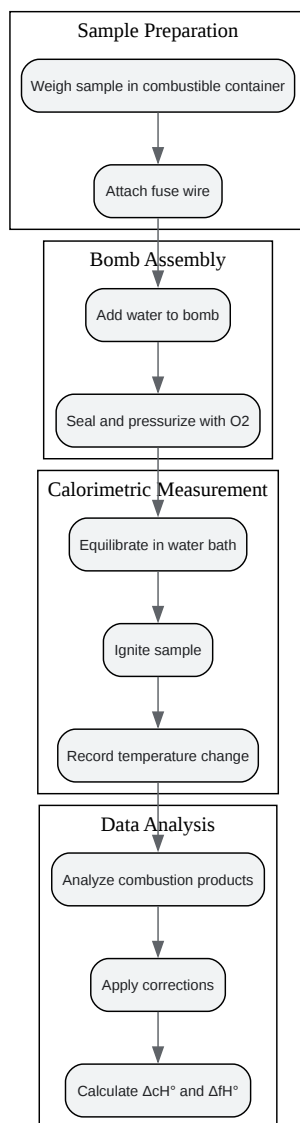 Sample Preparation
Weigh sample in combustible container
Attach fuse wire
Bomb Assembly
Add water to bomb
Seal and pressurize with O2
Calorimetric Measurement
Equilibrate in water bath
Ignite sample
Record temperature change
Data Analysis
Analyze combustion products
Apply corrections
Calculate ΔcH° and ΔfH°